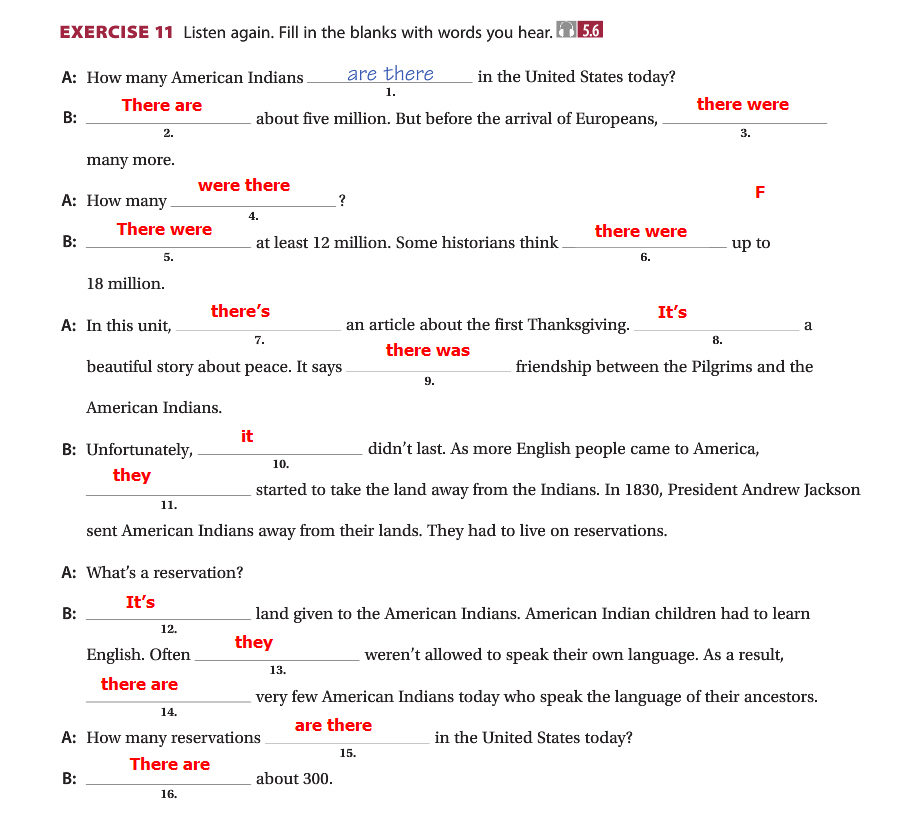 EXERCISE 11 Listen again. Fill in the blanks with words you hear. 5.6
A: How many American Indians are there in the United States today?
1.
B: There are about five million. But before the arrival of Europeans, there were
2. 3.
many more.
A: How many were there ?
4.
F
B: There were at least 12 million. Some historians think there were up to
5. 6.
18 million.
A: In this unit, there’s an article about the first Thanksgiving. It’s a
7. 8.
beautiful story about peace. It says there was friendship between the Pilgrims and the
9.
American Indians.
B: Unfortunately, it didn’t last. As more English people came to America,
10.
they started to take the land away from the Indians. In 1830, President Andrew Jackson
11.
sent American Indians away from their lands. They had to live on reservations.
A: What’s a reservation?
B: It’s land given to the American Indians. American Indian children had to learn
12.
English. Often they weren’t allowed to speak their own language. As a result,
13.
there are very few American Indians today who speak the language of their ancestors.
14.
A: How many reservations are there in the United States today?
15.
B: There are about 300.
16.